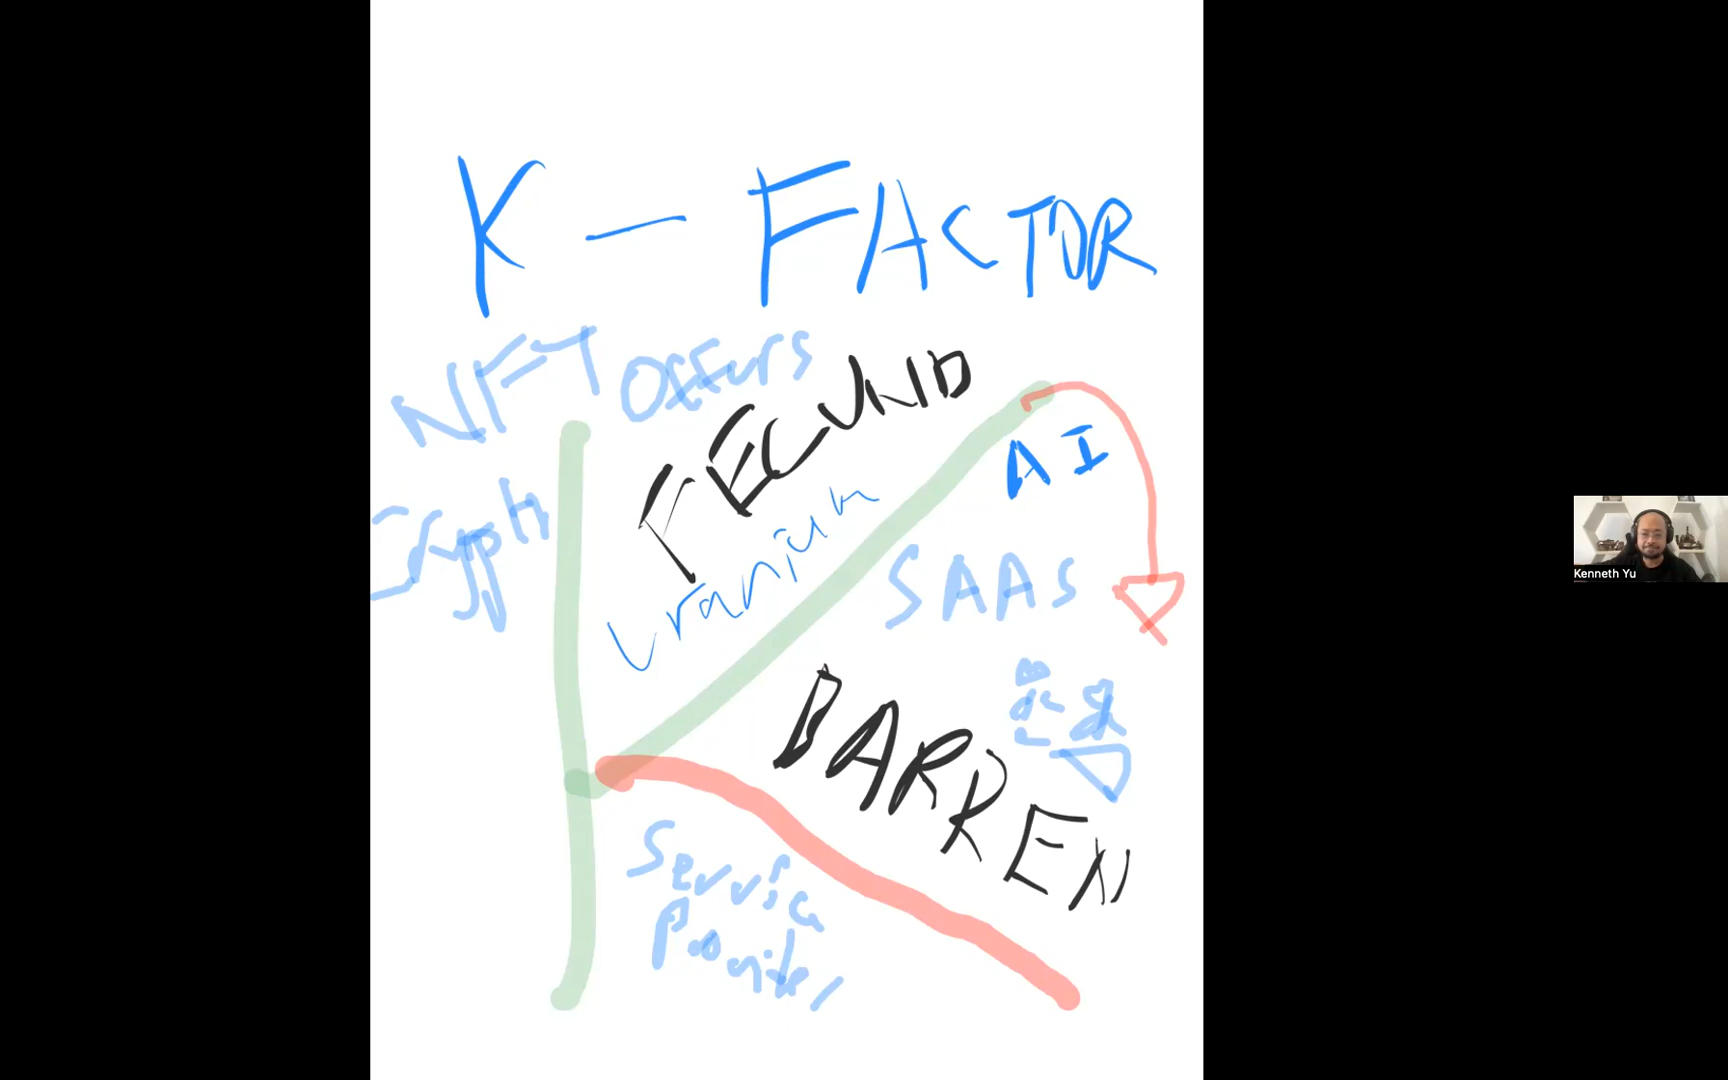 K - FACTOR
NFT Offers
FECUND
AI
Crypto
Uranium
SAAS
BARREN
Service
Provider
Kenneth Yu